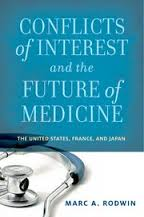 CONFLICTS
of INTEREST
and the
FUTURE of
MEDICINE
THE UNITED STATES, FRANCE, AND JAPAN
MARC A. RODWIN